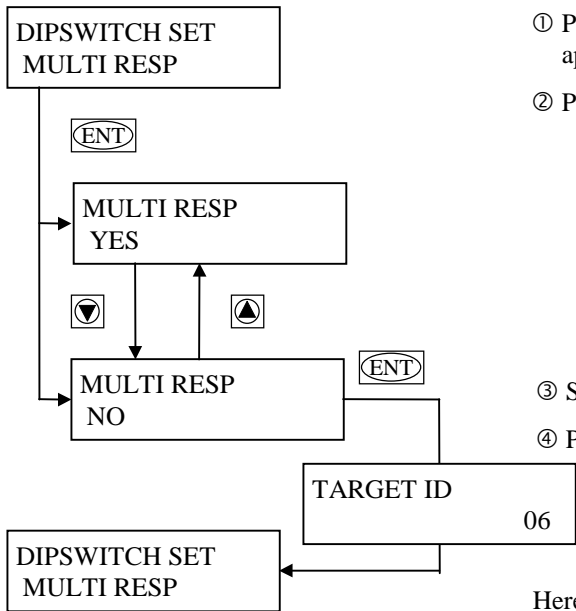 DIPSWITCH SET
MULTI RESP
① P
ap
② P
ENT
MULTI RESP
YES
MULTI RESP
NO
ENT
③ S
④ P
TARGET ID
06
DIPSWITCH SET
MULTI RESP
Here